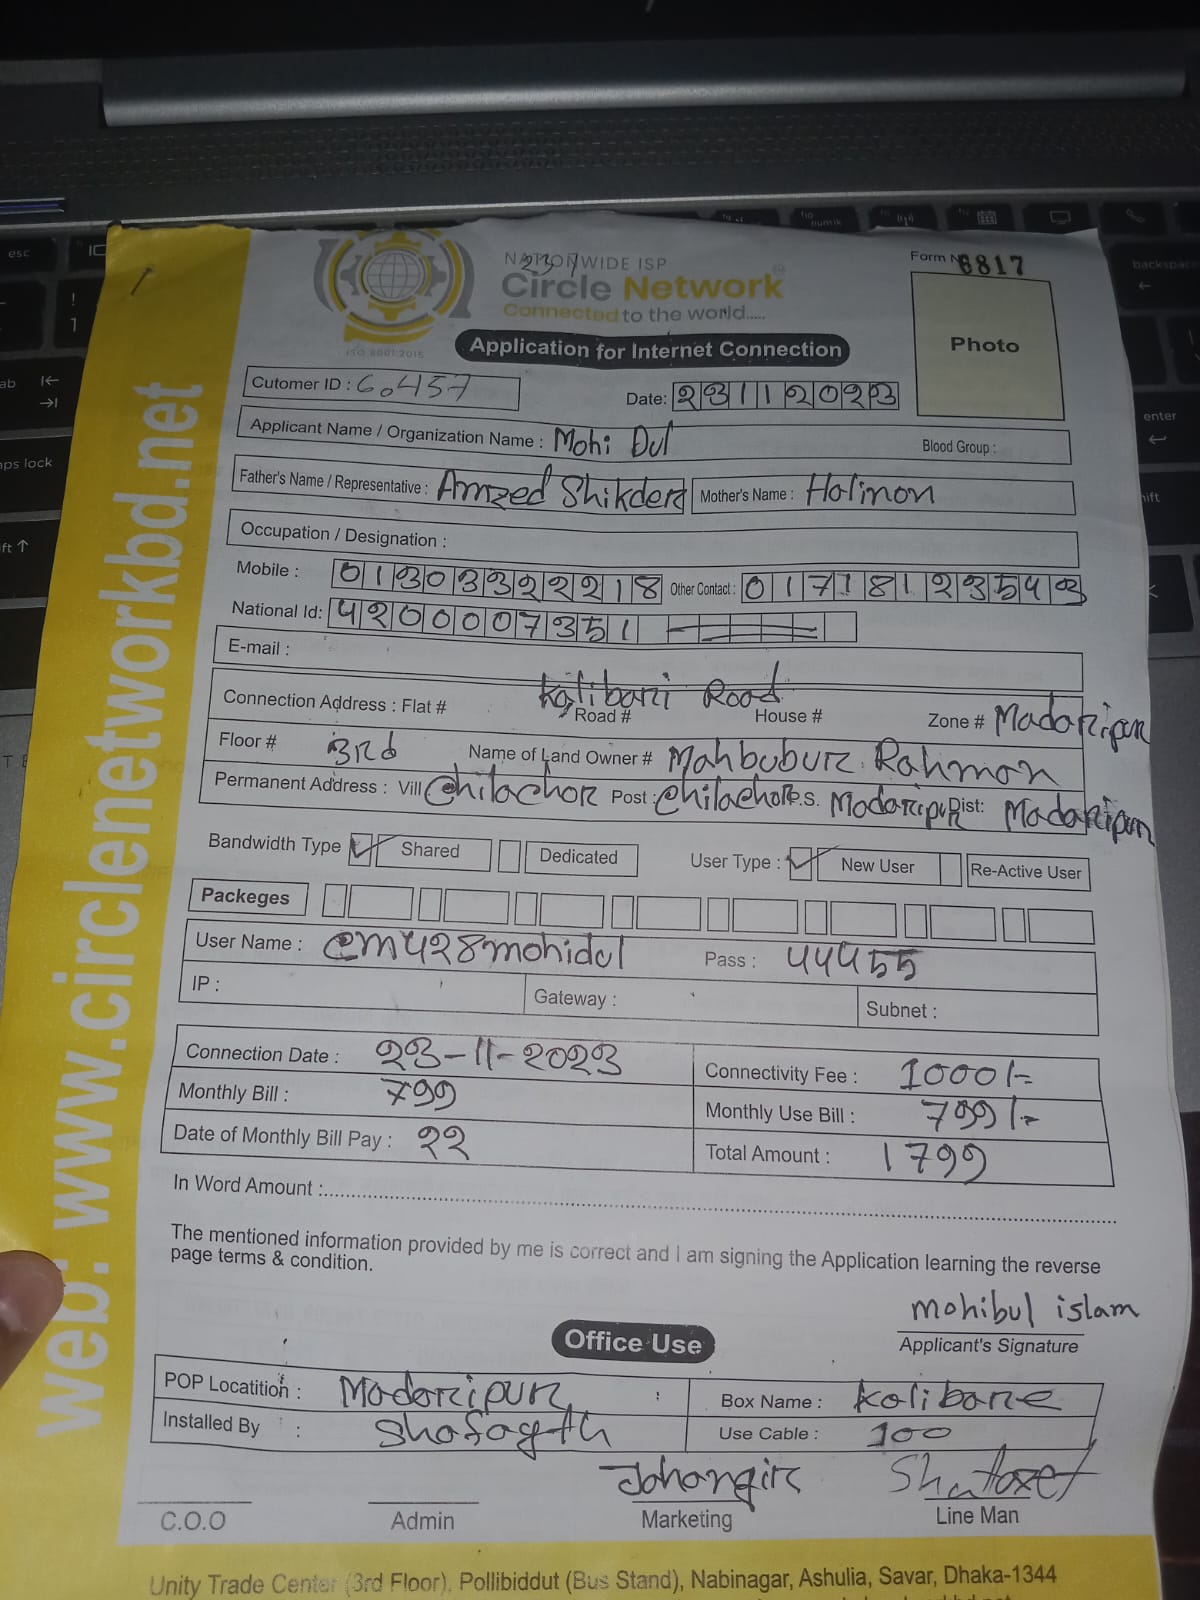 NATIONWIDE ISP
237
Form N 6817
Circle Network
Connected to the world.....
ISO 9001:2015
Application for Internet Connection
Photo
Cutomer ID : 60457
Date: 23112023
Applicant Name / Organization Name : Mohi Dul
Blood Group :
Father's Name / Representative : Amzed Shikder
Mother's Name : Halimon
Occupation / Designation :
Mobile : 01303322218
Other Contact : 01718123543
National Id: 4200007351
E-mail :
Connection Address : Flat # Kalibari Road Road # House # Zone # Madaripur
Floor # 3rd Name of Land Owner # Mahbubur Rahman
Permanent Address : Vill Chilachor Post : Chilachor P.S. Madaripur Dist: Madaripur
Bandwidth Type Shared Dedicated User Type : New User Re-Active User
Packeges
User Name : cm428mohidul Pass : 44455
IP : Gateway : Subnet :
Connection Date : 23-11-2023 Connectivity Fee : 1000/=
Monthly Bill : 799 Monthly Use Bill : 799/=
Date of Monthly Bill Pay : 22 Total Amount : 1799
In Word Amount :
The mentioned information provided by me is correct and I am signing the Application learning the reverse
page terms & condition.
mohibul islam
Applicant's Signature
Office Use
POP Locatition : Madaripur Box Name : Kalibare
Installed By : Shafayth Use Cable : 100
Johangir
C.O.O Admin Marketing Line Man
Unity Trade Center (3rd Floor), Pollibiddut (Bus Stand), Nabinagar, Ashulia, Savar, Dhaka-1344
web: www.circlenetworkbd.net
esc
backspace
enter